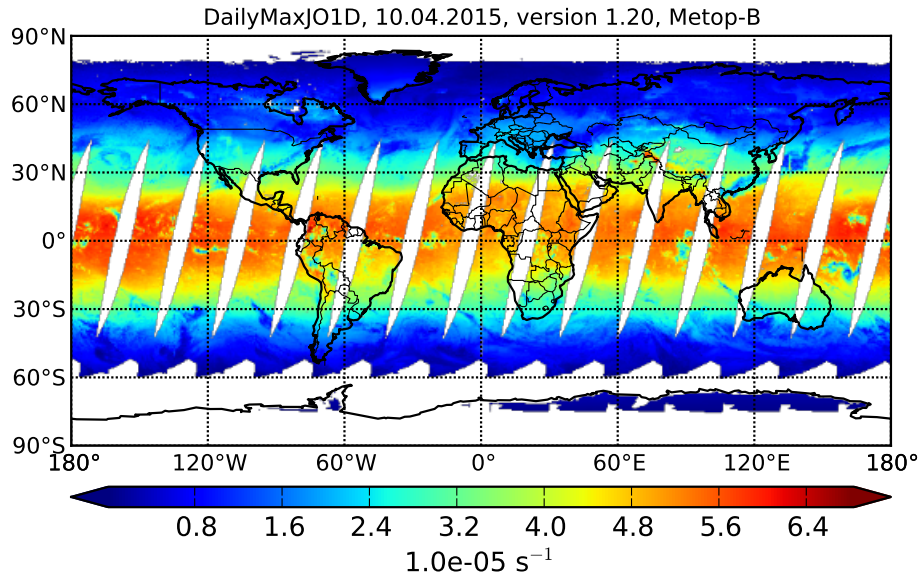 DailyMaxJO1D, 10.04.2015, version 1.20, Metop-B
90°N
60°N
30°N
0°
30°S
60°S
90°S
180° 120°W 60°W 0° 60°E 120°E 180°
0.8 1.6 2.4 3.2 4.0 4.8 5.6 6.4
1.0e-05 s⁻¹